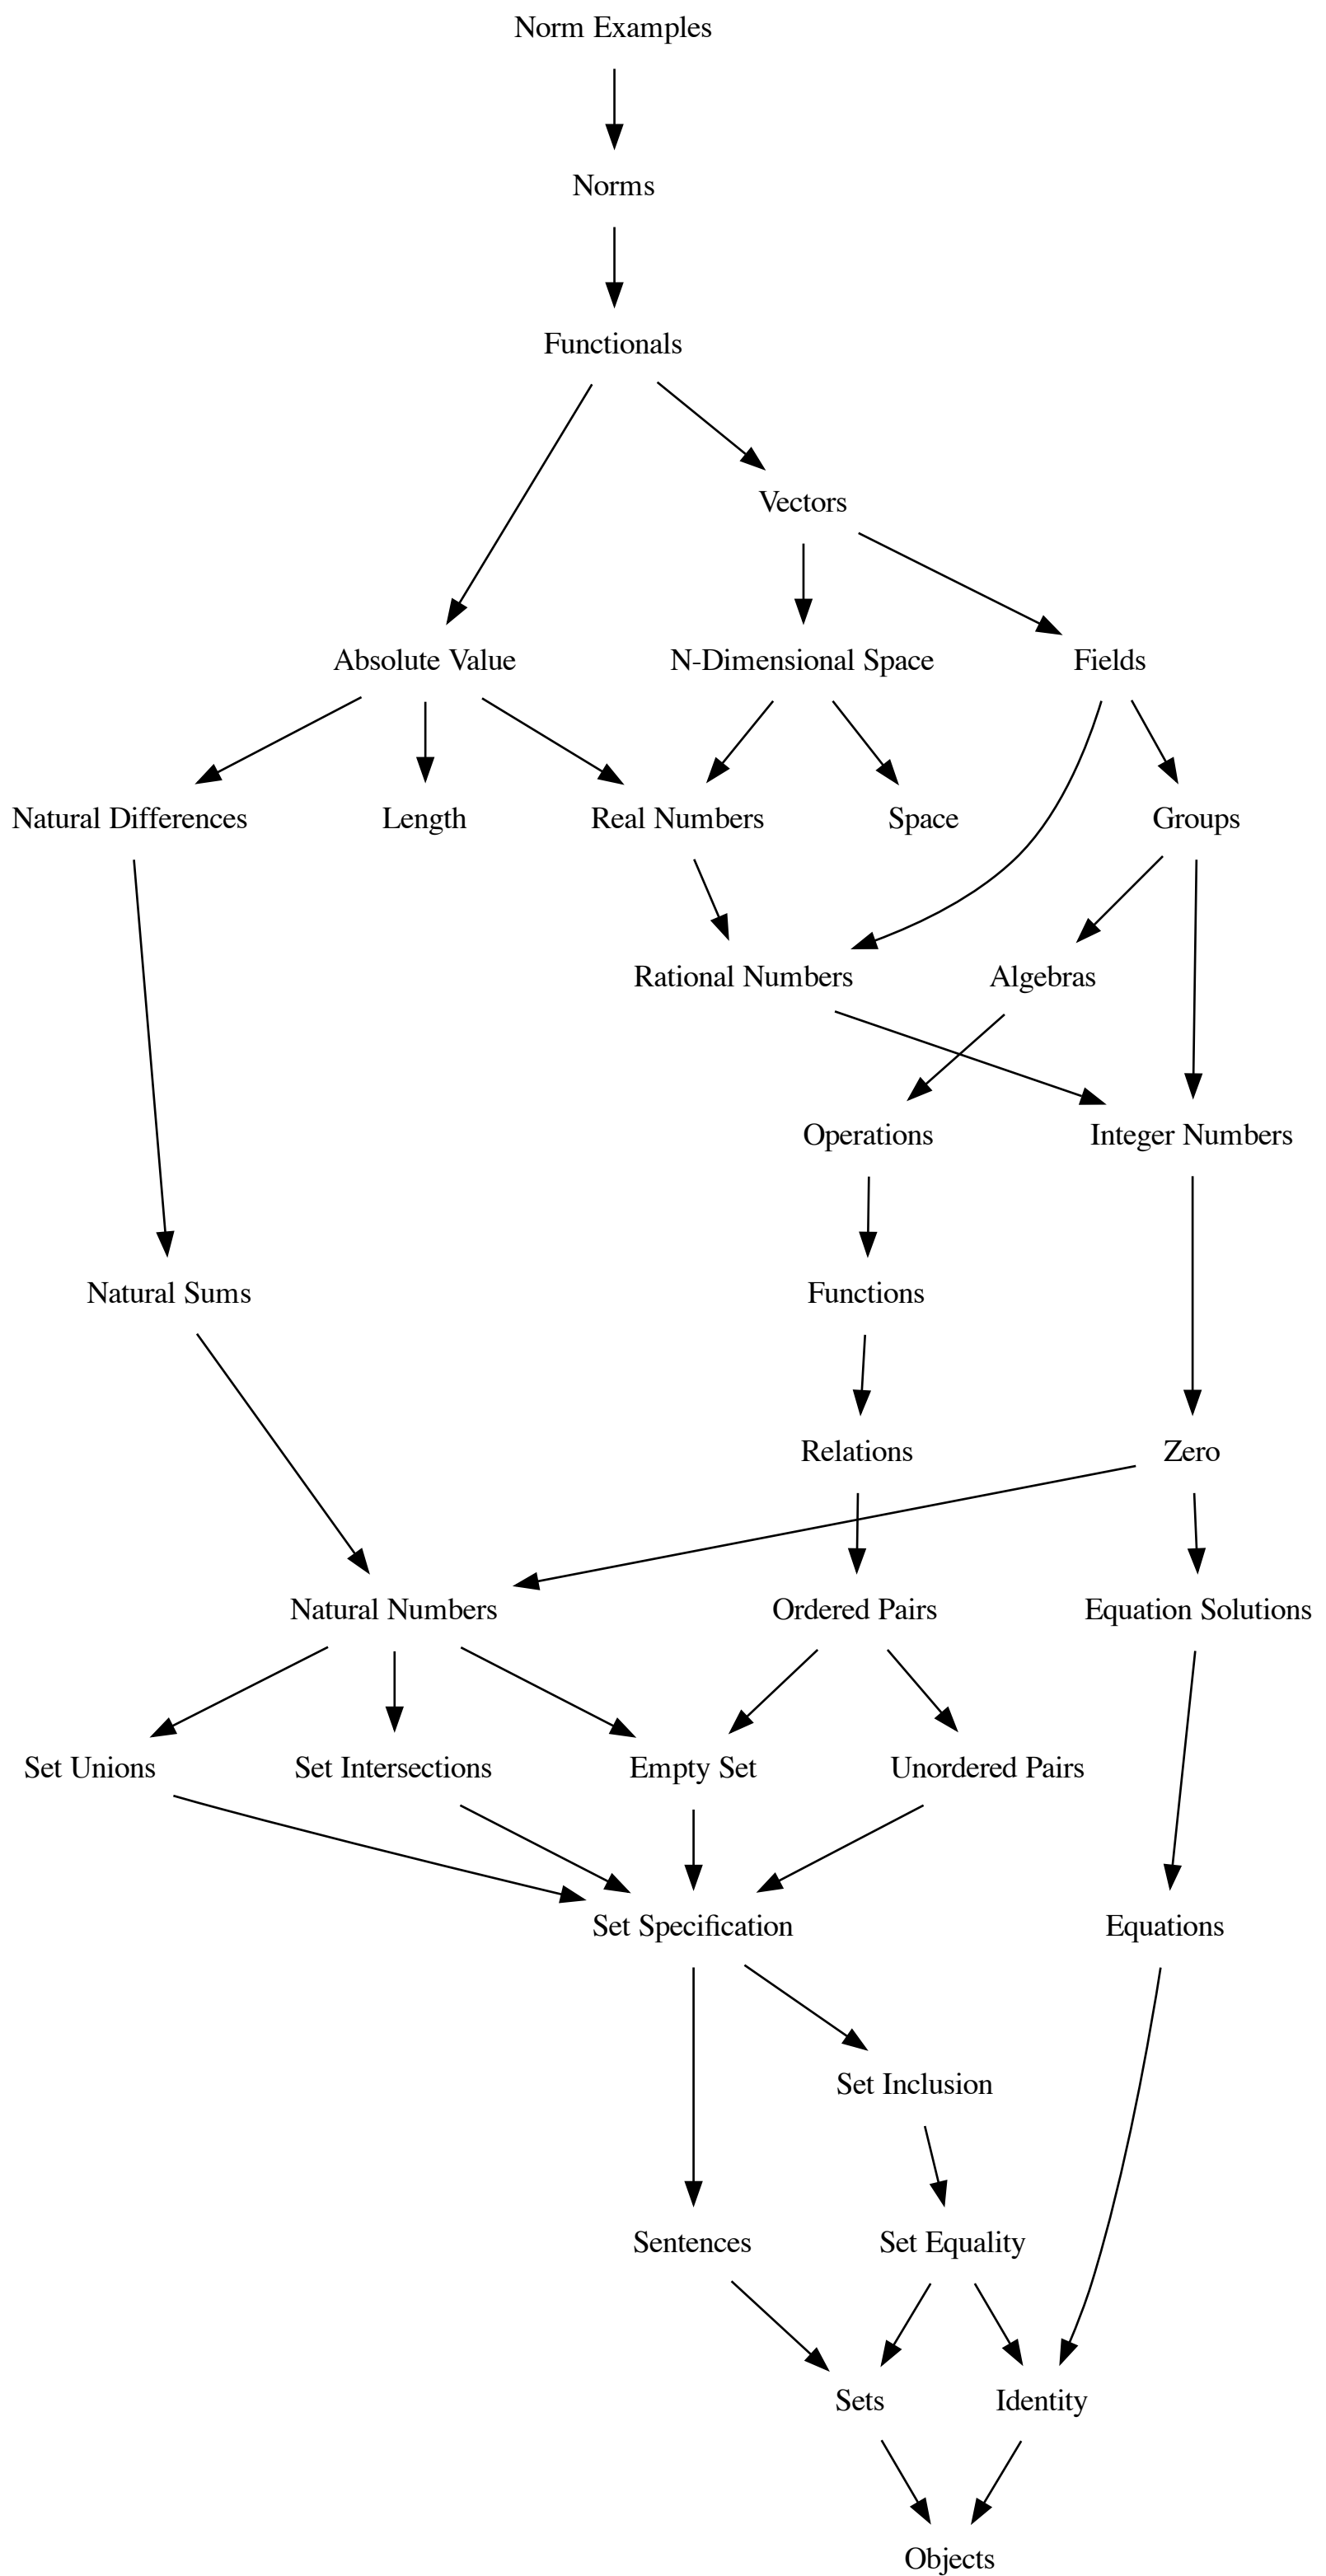 Norm Examples
Norms
Functionals
Vectors
Absolute Value
N-Dimensional Space
Fields
Natural Differences
Length
Real Numbers
Space
Groups
Rational Numbers
Algebras
Operations
Integer Numbers
Natural Sums
Functions
Relations
Zero
Natural Numbers
Ordered Pairs
Equation Solutions
Set Unions
Set Intersections
Empty Set
Unordered Pairs
Set Specification
Equations
Set Inclusion
Sentences
Set Equality
Sets
Identity
Objects